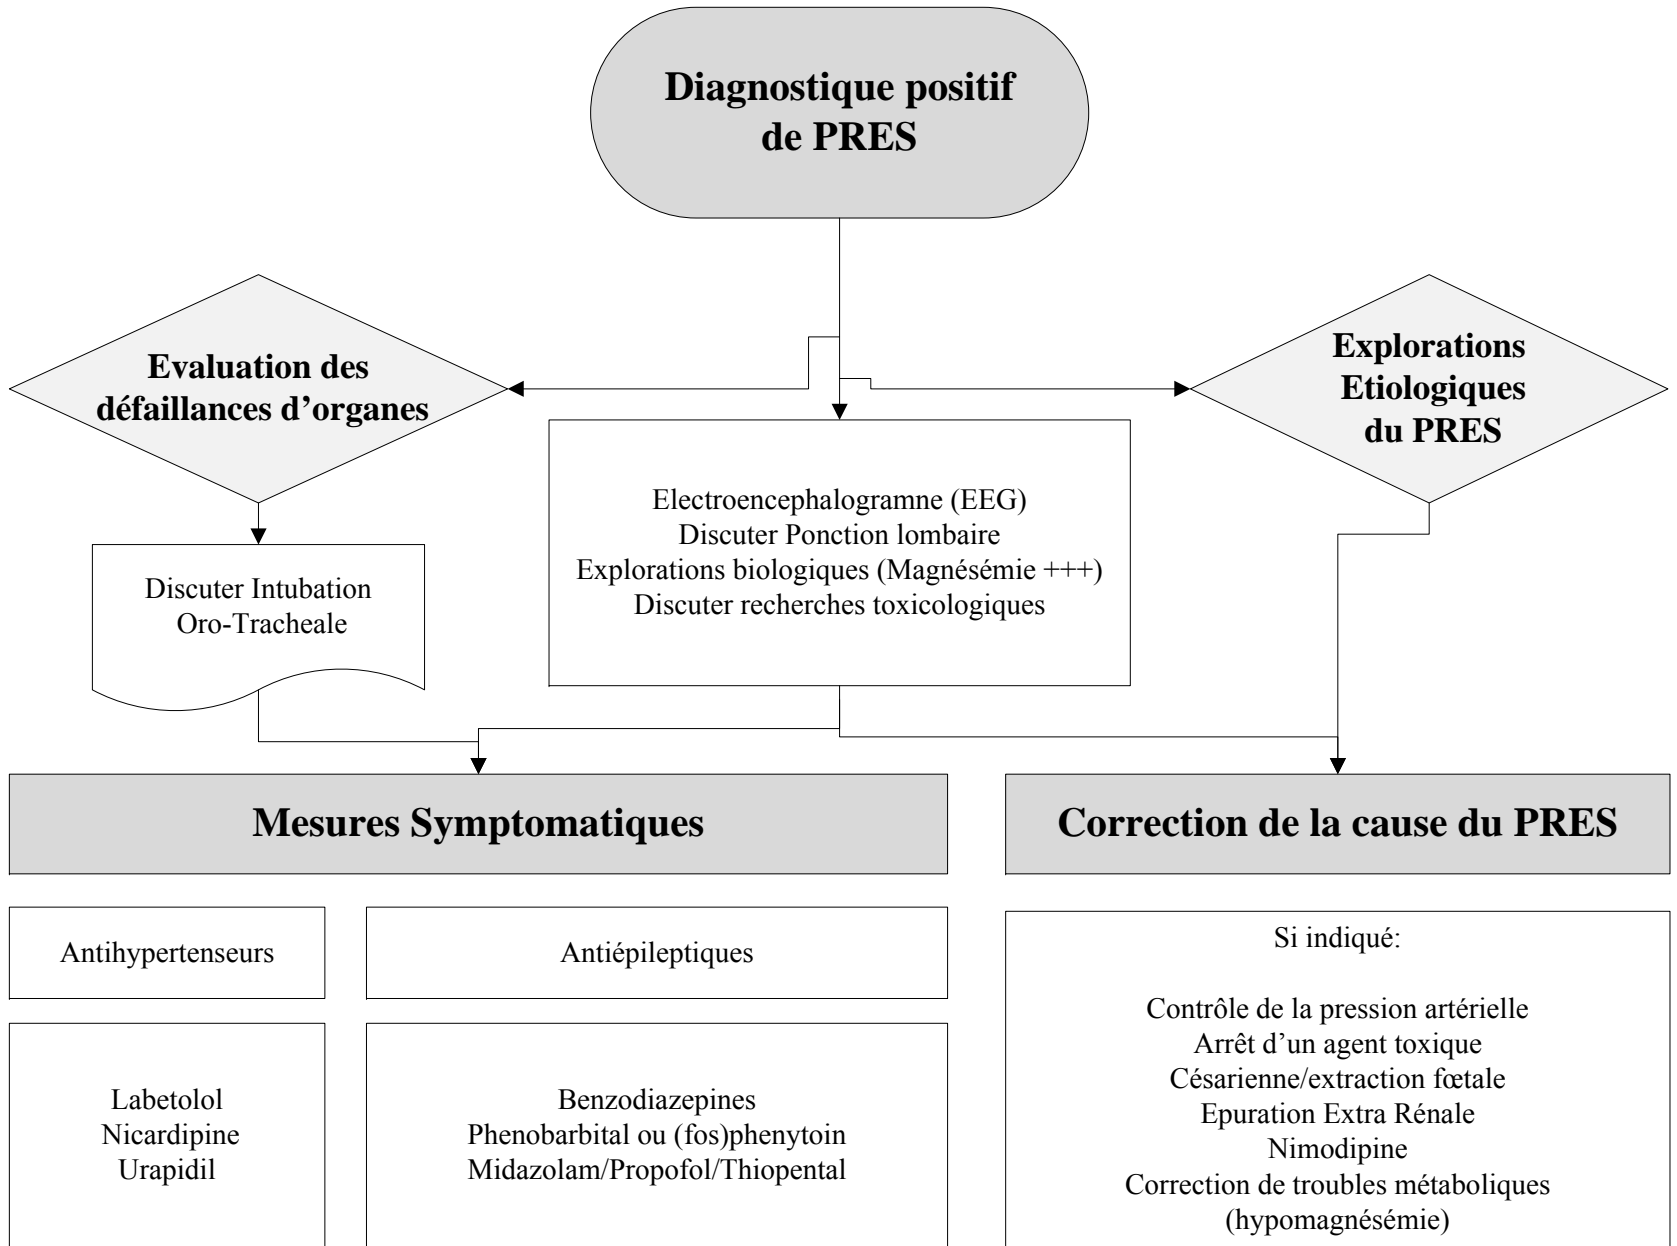 Diagnostique positif
de PRES
Evaluation des
défaillances d’organes
Explorations
Etiologiques
du PRES
Electroencephalogramne (EEG)
Discuter Ponction lombaire
Explorations biologiques (Magnésémie +++)
Discuter recherches toxicologiques
Discuter Intubation
Oro-Tracheale
Mesures Symptomatiques
Correction de la cause du PRES
Antihypertenseurs
Antiépileptiques
Labetolol
Nicardipine
Urapidil
Benzodiazepines
Phenobarbital ou (fos)phenytoin
Midazolam/Propofol/Thiopental
Si indiqué:
Contrôle de la pression artérielle
Arrêt d’un agent toxique
Césarienne/extraction fœtale
Epuration Extra Rénale
Nimodipine
Correction de troubles métaboliques
(hypomagnésémie)